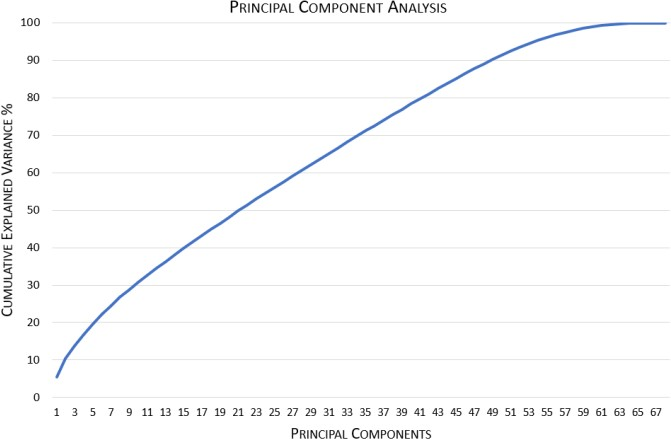 PRINCIPAL COMPONENT ANALYSIS
CUMULATIVE EXPLAINED VARIANCE %
100
90
80
70
60
50
40
30
20
10
0
1 3 5 7 9 11 13 15 17 19 21 23 25 27 29 31 33 35 37 39 41 43 45 47 49 51 53 55 57 59 61 63 65 67
PRINCIPAL COMPONENTS